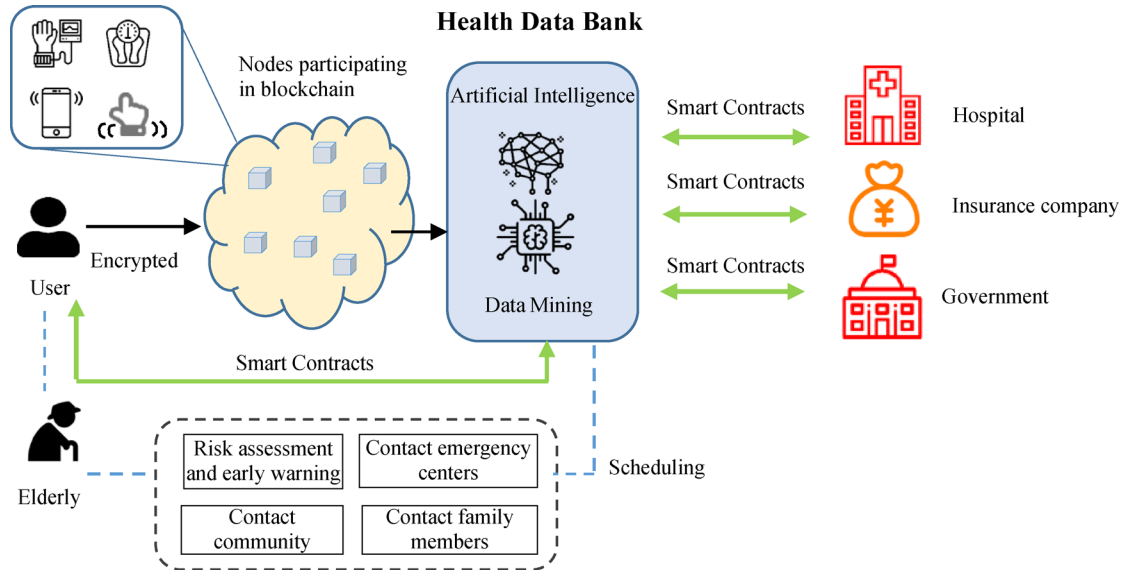 Health Data Bank
Nodes participating
in blockchain
Artificial Intelligence
Data Mining
Smart Contracts
Hospital
Smart Contracts
¥
Insurance company
Smart Contracts
Government
Encrypted
User
Smart Contracts
Elderly
Risk assessment
and early warning
Contact emergency
centers
Contact
community
Contact family
members
Scheduling